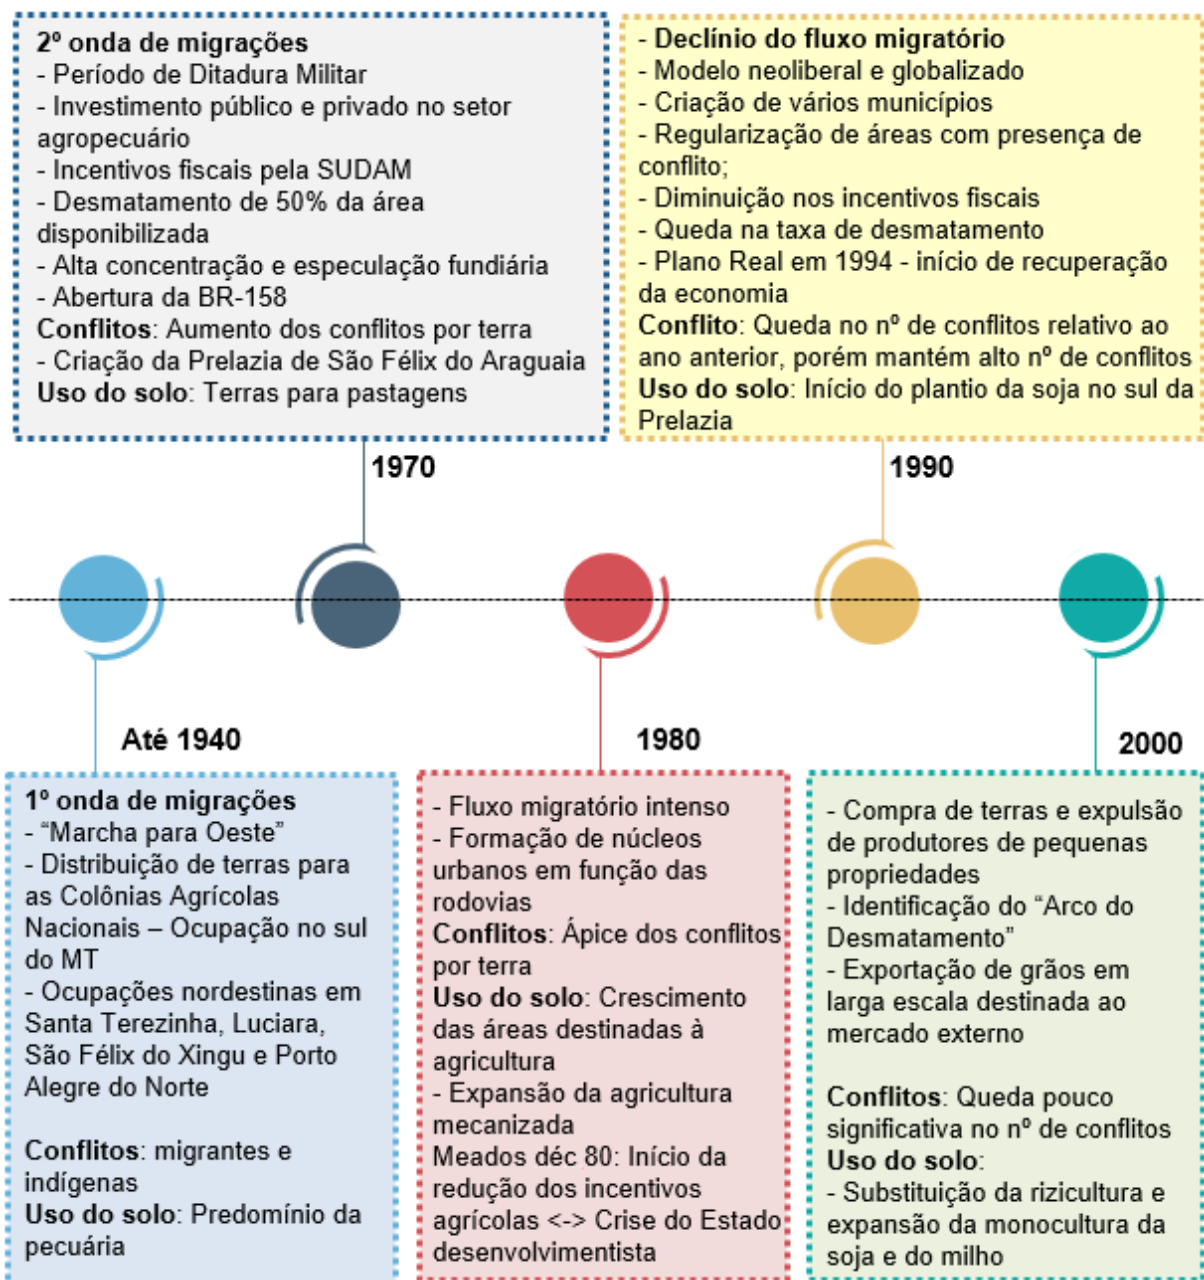 2º onda de migrações
- Período de Ditadura Militar
- Investimento público e privado no setor
agropecuário
- Incentivos fiscais pela SUDAM
- Desmatamento de 50% da área
disponibilizada
- Alta concentração e especulação fundiária
- Abertura da BR-158
Conflitos: Aumento dos conflitos por terra
- Criação da Prelazia de São Félix do Araguaia
Uso do solo: Terras para pastagens
1970
- Declínio do fluxo migratório
- Modelo neoliberal e globalizado
- Criação de vários municípios
- Regularização de áreas com presença de
conflito;
- Diminuição nos incentivos fiscais
- Queda na taxa de desmatamento
- Plano Real em 1994 - início de recuperação
da economia
Conflito: Queda no nº de conflitos relativo ao
ano anterior, porém mantém alto nº de conflitos
Uso do solo: Início do plantio da soja no sul da
Prelazia
1990
Até 1940
1º onda de migrações
- “Marcha para Oeste”
- Distribuição de terras para
as Colônias Agrícolas
Nacionais – Ocupação no sul
do MT
- Ocupações nordestinas em
Santa Terezinha, Luciara,
São Félix do Xingu e Porto
Alegre do Norte
Conflitos: migrantes e
indígenas
Uso do solo: Predomínio da
pecuária
1980
- Fluxo migratório intenso
- Formação de núcleos
urbanos em função das
rodovias
Conflitos: Ápice dos conflitos
por terra
Uso do solo: Crescimento
das áreas destinadas à
agricultura
- Expansão da agricultura
mecanizada
Meados déc 80: Início da
redução dos incentivos
agrícolas <-> Crise do Estado
desenvolvimentista
2000
- Compra de terras e expulsão
de produtores de pequenas
propriedades
- Identificação do “Arco do
Desmatamento”
- Exportação de grãos em
larga escala destinada ao
mercado externo
Conflitos: Queda pouco
significativa no nº de conflitos
Uso do solo:
- Substituição da rizicultura e
expansão da monocultura da
soja e do milho